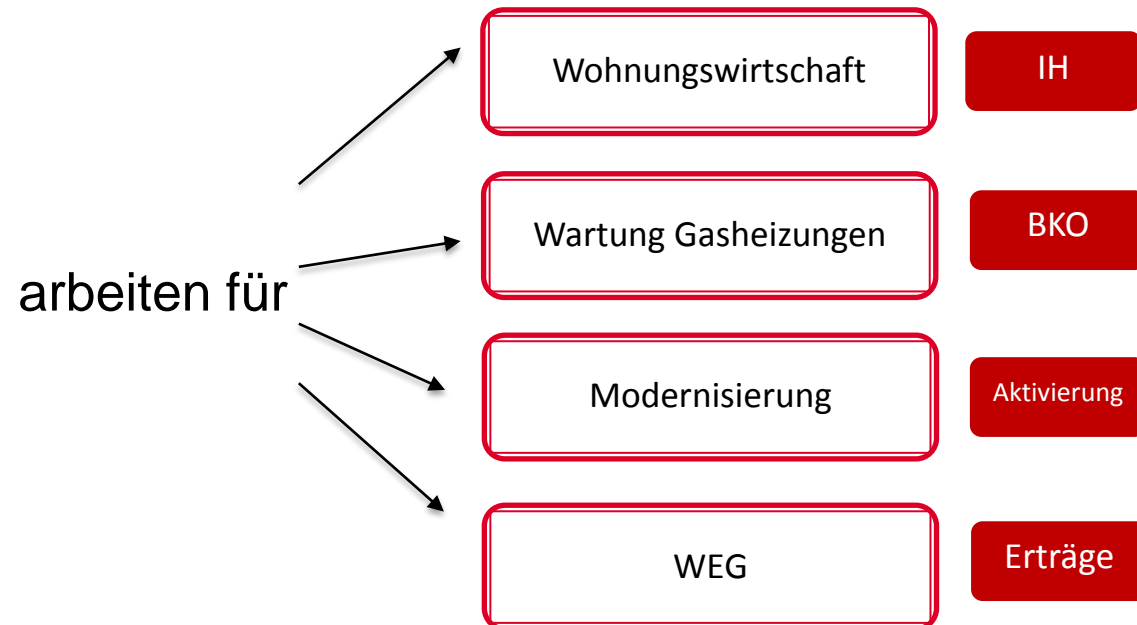 arbeiten für
Wohnungswirtschaft
IH
Wartung Gasheizungen
BKO
Modernisierung
Aktivierung
WEG
Erträge